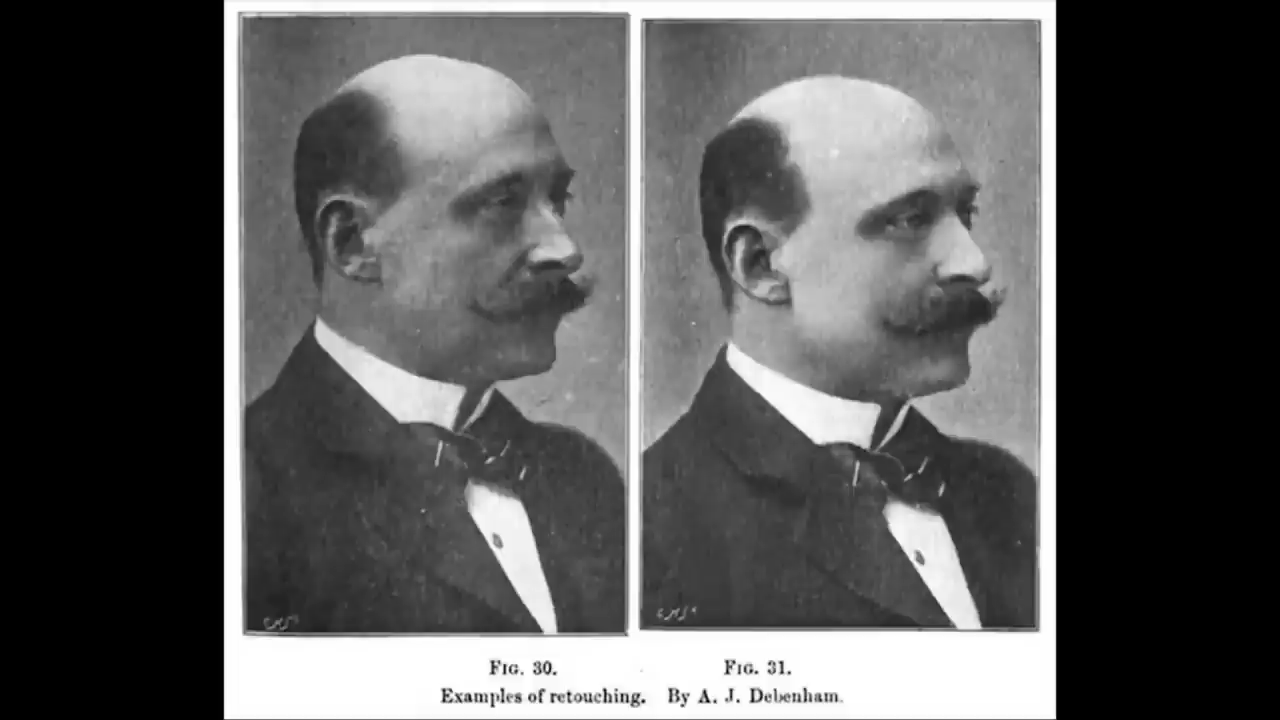 FIG. 30. FIG. 31.
Examples of retouching. By A. J. Debenham.